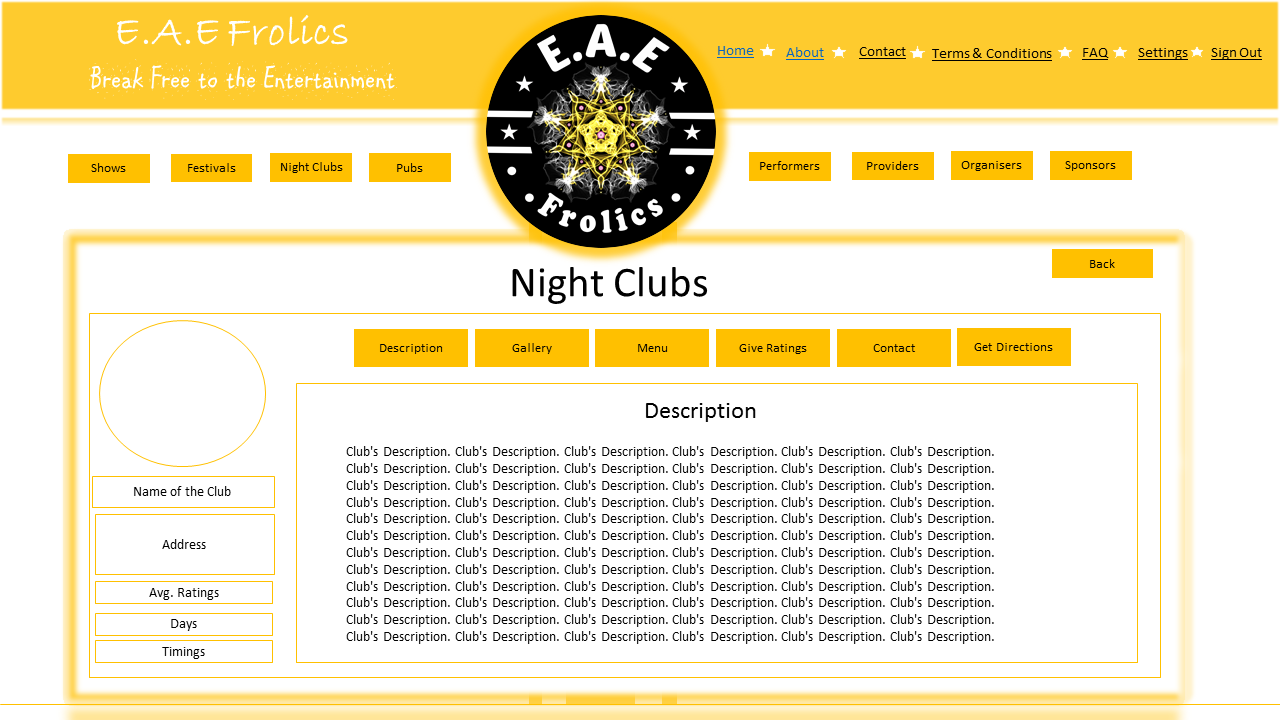 E.A.E Frolics
Break Free to the Entertainment
E.A.E
Frolics
Home About Contact Terms & Conditions FAQ Settings Sign Out
Shows Festivals Night Clubs Pubs Performers Providers Organisers Sponsors
Back
Night Clubs
Description Gallery Menu Give Ratings Contact Get Directions
Name of the Club
Address
Avg. Ratings
Days
Timings
Description
Club's Description. Club's Description. Club's Description. Club's Description. Club's Description. Club's Description.
Club's Description. Club's Description. Club's Description. Club's Description. Club's Description. Club's Description.
Club's Description. Club's Description. Club's Description. Club's Description. Club's Description. Club's Description.
Club's Description. Club's Description. Club's Description. Club's Description. Club's Description. Club's Description.
Club's Description. Club's Description. Club's Description. Club's Description. Club's Description. Club's Description.
Club's Description. Club's Description. Club's Description. Club's Description. Club's Description. Club's Description.
Club's Description. Club's Description. Club's Description. Club's Description. Club's Description. Club's Description.
Club's Description. Club's Description. Club's Description. Club's Description. Club's Description. Club's Description.
Club's Description. Club's Description. Club's Description. Club's Description. Club's Description. Club's Description.
Club's Description. Club's Description. Club's Description. Club's Description. Club's Description. Club's Description.
Club's Description. Club's Description. Club's Description. Club's Description. Club's Description. Club's Description.
Club's Description. Club's Description. Club's Description. Club's Description. Club's Description. Club's Description.